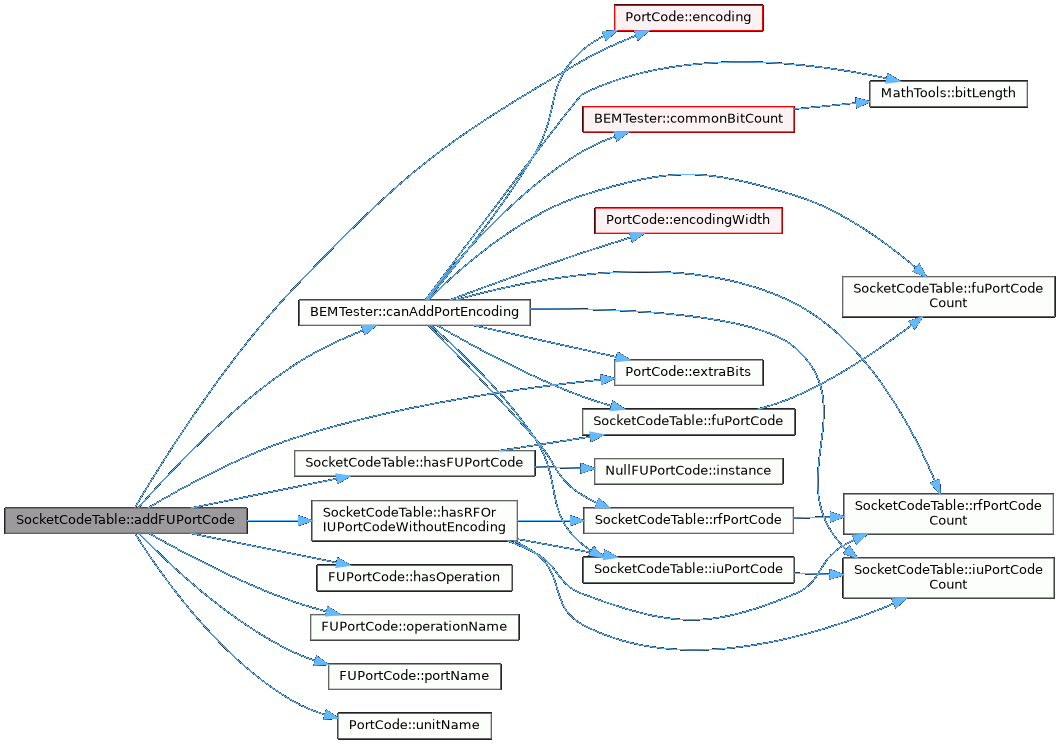 PortCode::encoding
MathTools::bitLength
BEMTester::commonBitCount
PortCode::encodingWidth
SocketCodeTable::fuPortCode
Count
BEMTester::canAddPortEncoding
PortCode::extraBits
SocketCodeTable::fuPortCode
SocketCodeTable::hasFUPortCode
NullFUPortCode::instance
SocketCodeTable::addFUPortCode
SocketCodeTable::hasRFOr
IUPortCodeWithoutEncoding
SocketCodeTable::rfPortCode
SocketCodeTable::rfPortCode
Count
SocketCodeTable::iuPortCode
SocketCodeTable::iuPortCode
Count
FUPortCode::hasOperation
FUPortCode::operationName
FUPortCode::portName
PortCode::unitName